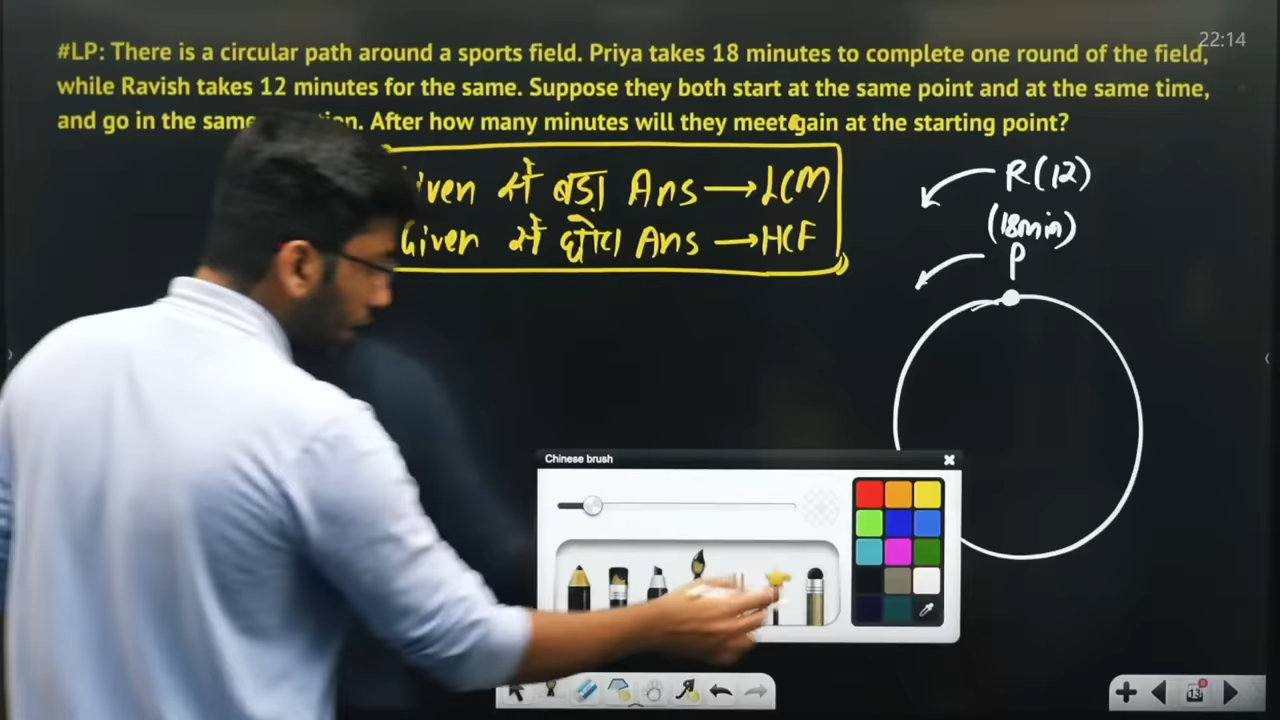 22:14
#LP: There is a circular path around a sports field. Priya takes 18 minutes to complete one round of the field,
while Ravish takes 12 minutes for the same. Suppose they both start at the same point and at the same time,
and go in the same After how many minutes will they meet again at the starting point?
से बड़ा Ans → LCM
Given से छोटा Ans → HCF
R(12)
(18min)
P
Chinese brush
13